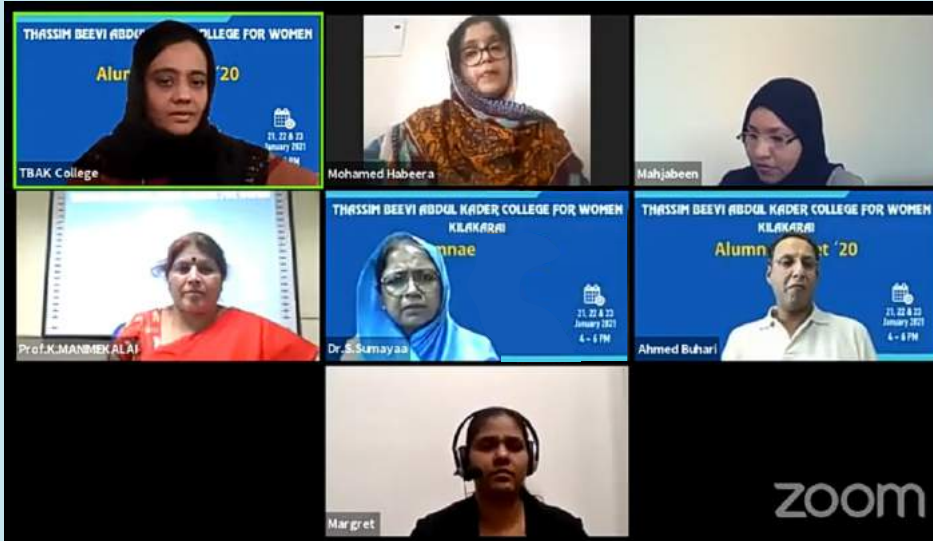 THASSIM BEEVI ABDUL COLLEGE FOR WOMEN
'20
21, 22 & 23
January 2021
PM
TBAK College
Mohamed Habeera
Mahjabeen
Prof.K.MANIMEKALAI
THASSIM BEEVI ABDUL KADER COLLEGE FOR WOMEN
KILAKARAI
mnae
21, 22 & 23
January 2021
4 - 6 PM
Dr.S.Sumayaa
THASSIM BEEVI ABDUL KADER COLLEGE FOR WOMEN
KILAKARAI
Alumn et '20
21, 22 & 23
January 2021
4 - 6 PM
Ahmed Buhari
Margret
zoom